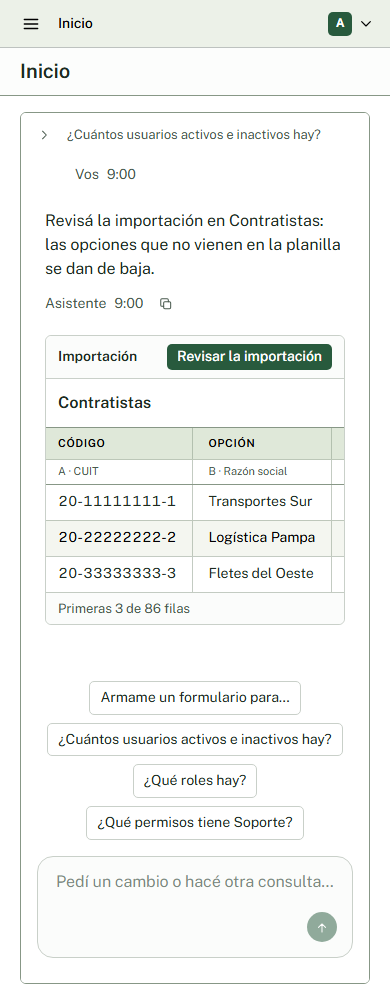 Inicio
A
Inicio
¿Cuántos usuarios activos e inactivos hay?
Vos 9:00
Revisá la importación en Contratistas:
las opciones que no vienen en la planilla
se dan de baja.
Asistente 9:00
Importación
Revisar la importación
Contratistas
CÓDIGO OPCIÓN
A · CUIT B · Razón social
20-11111111-1 Transportes Sur
20-22222222-2 Logística Pampa
20-33333333-3 Fletes del Oeste
Primeras 3 de 86 filas
Armame un formulario para...
¿Cuántos usuarios activos e inactivos hay?
¿Qué roles hay?
¿Qué permisos tiene Soporte?
Pedí un cambio o hacé otra consulta...